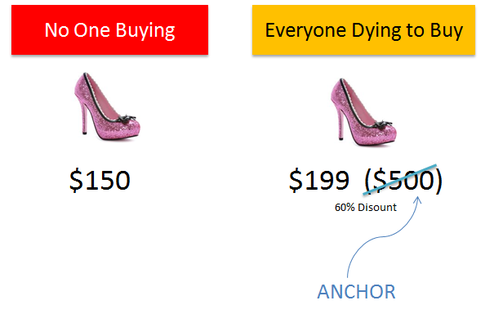 No One Buying
Everyone Dying to Buy
$150
$199 ($500)
60% Disount
ANCHOR